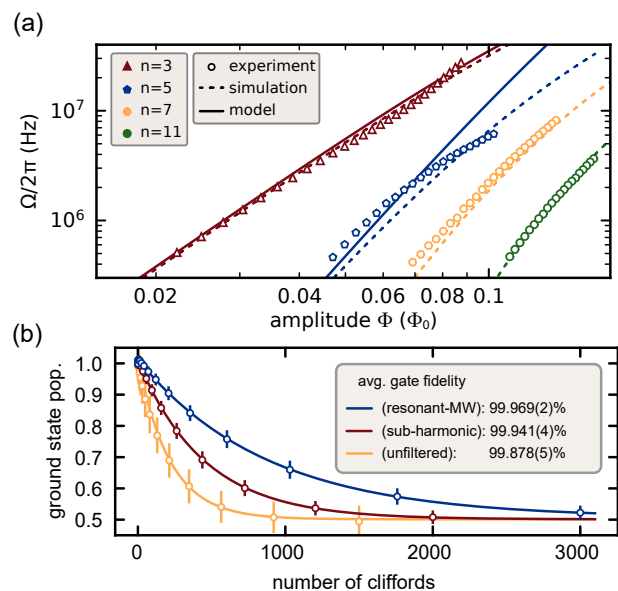 (a)
n=3
n=5
n=7
n=11
experiment
simulation
model
10⁷
10⁶
Ω/2π (Hz)
0.02 0.03 0.04 0.06 0.08 0.1
amplitude Φ (Φ₀)
(b)
1.0
0.9
0.8
0.7
0.6
0.5
ground state pop.
avg. gate fidelity
(resonant-MW): 99.969(2)%
(sub-harmonic): 99.941(4)%
(unfiltered): 99.878(5)%
0 1000 2000 3000
number of cliffords